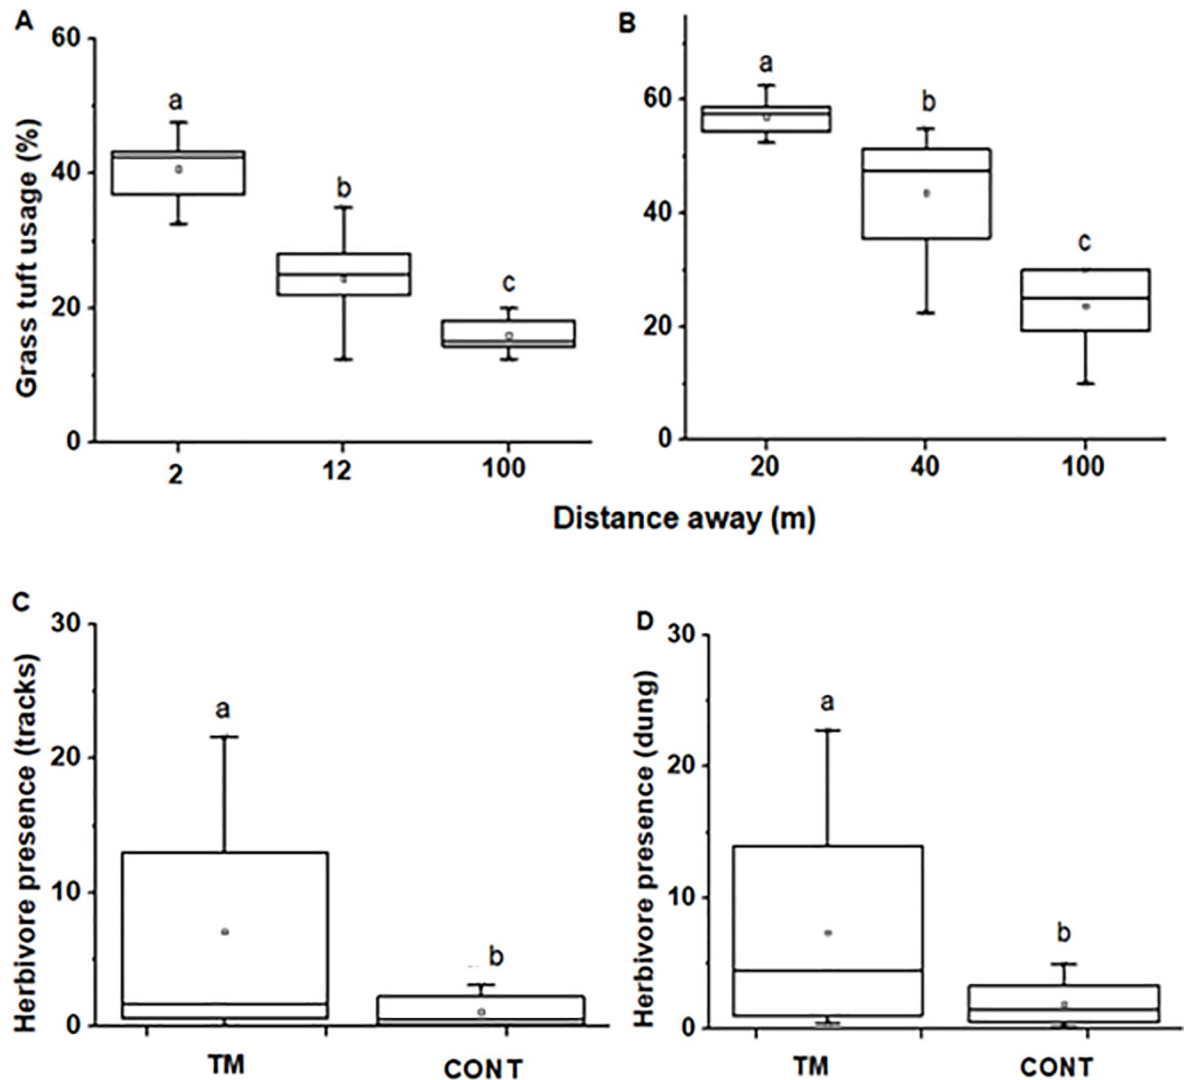 A
B
Grass tuft usage (%)
60
40
20
0
a
b
c
2
12
100
60
40
20
0
a
b
c
20
40
100
Distance away (m)
C
D
Herbivore presence (tracks)
30
20
10
0
a
b
TM
CONT
Herbivore presence (dung)
30
20
10
0
a
b
TM
CONT